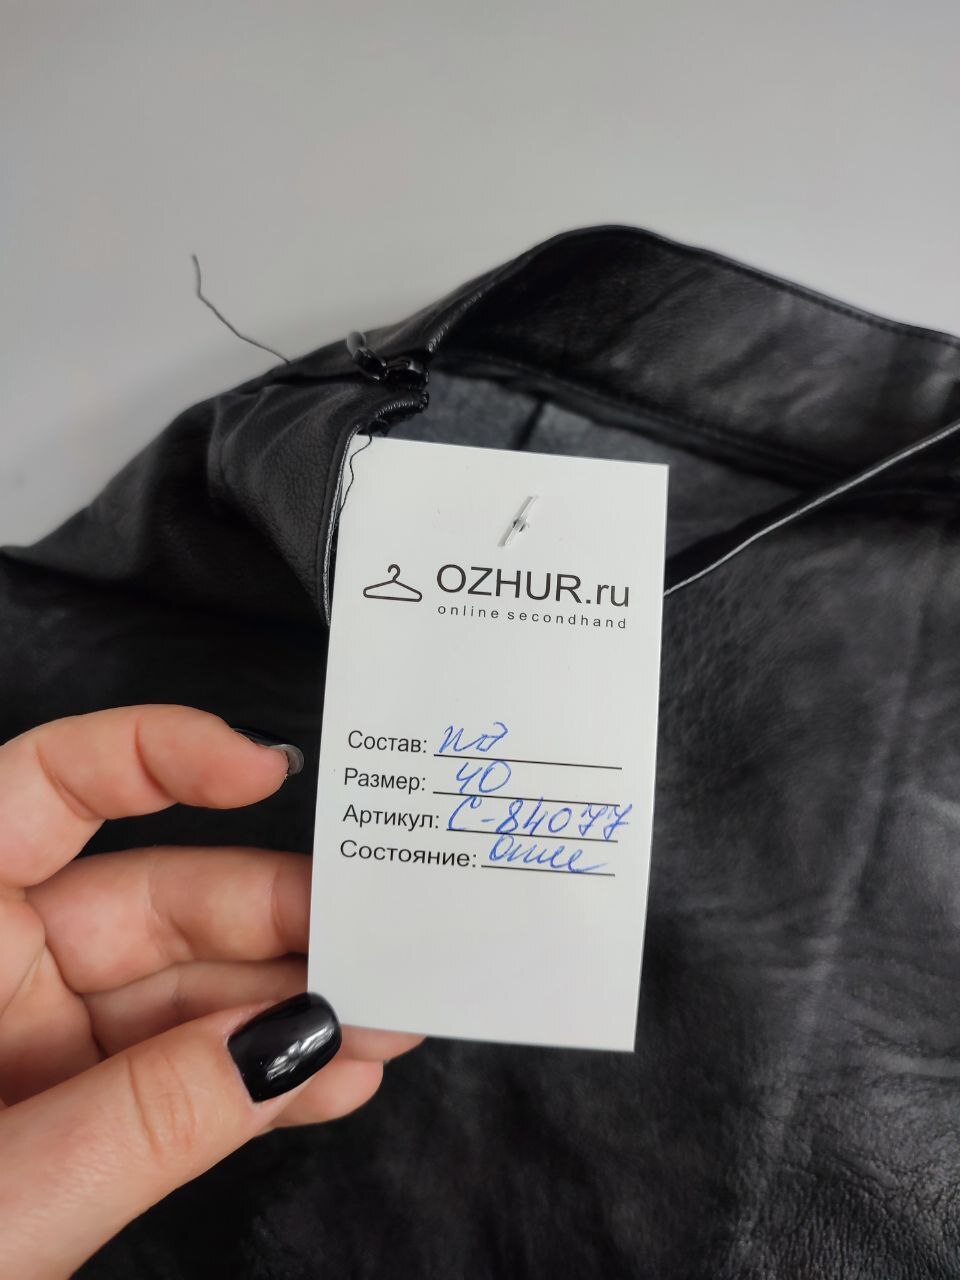 OZHUR.ru
online secondhand
Состав:
Размер: 40
Артикул: С-84077
Состояние: